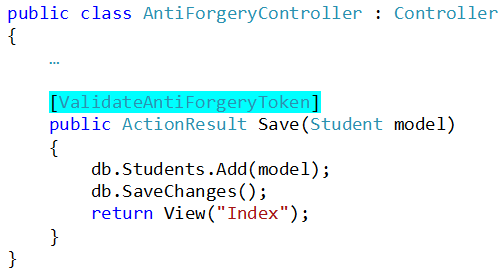 public class AntiForgeryController : Controller
{
…
[ValidateAntiForgeryToken]
public ActionResult Save(Student model)
{
db.Students.Add(model);
db.SaveChanges();
return View("Index");
}
}